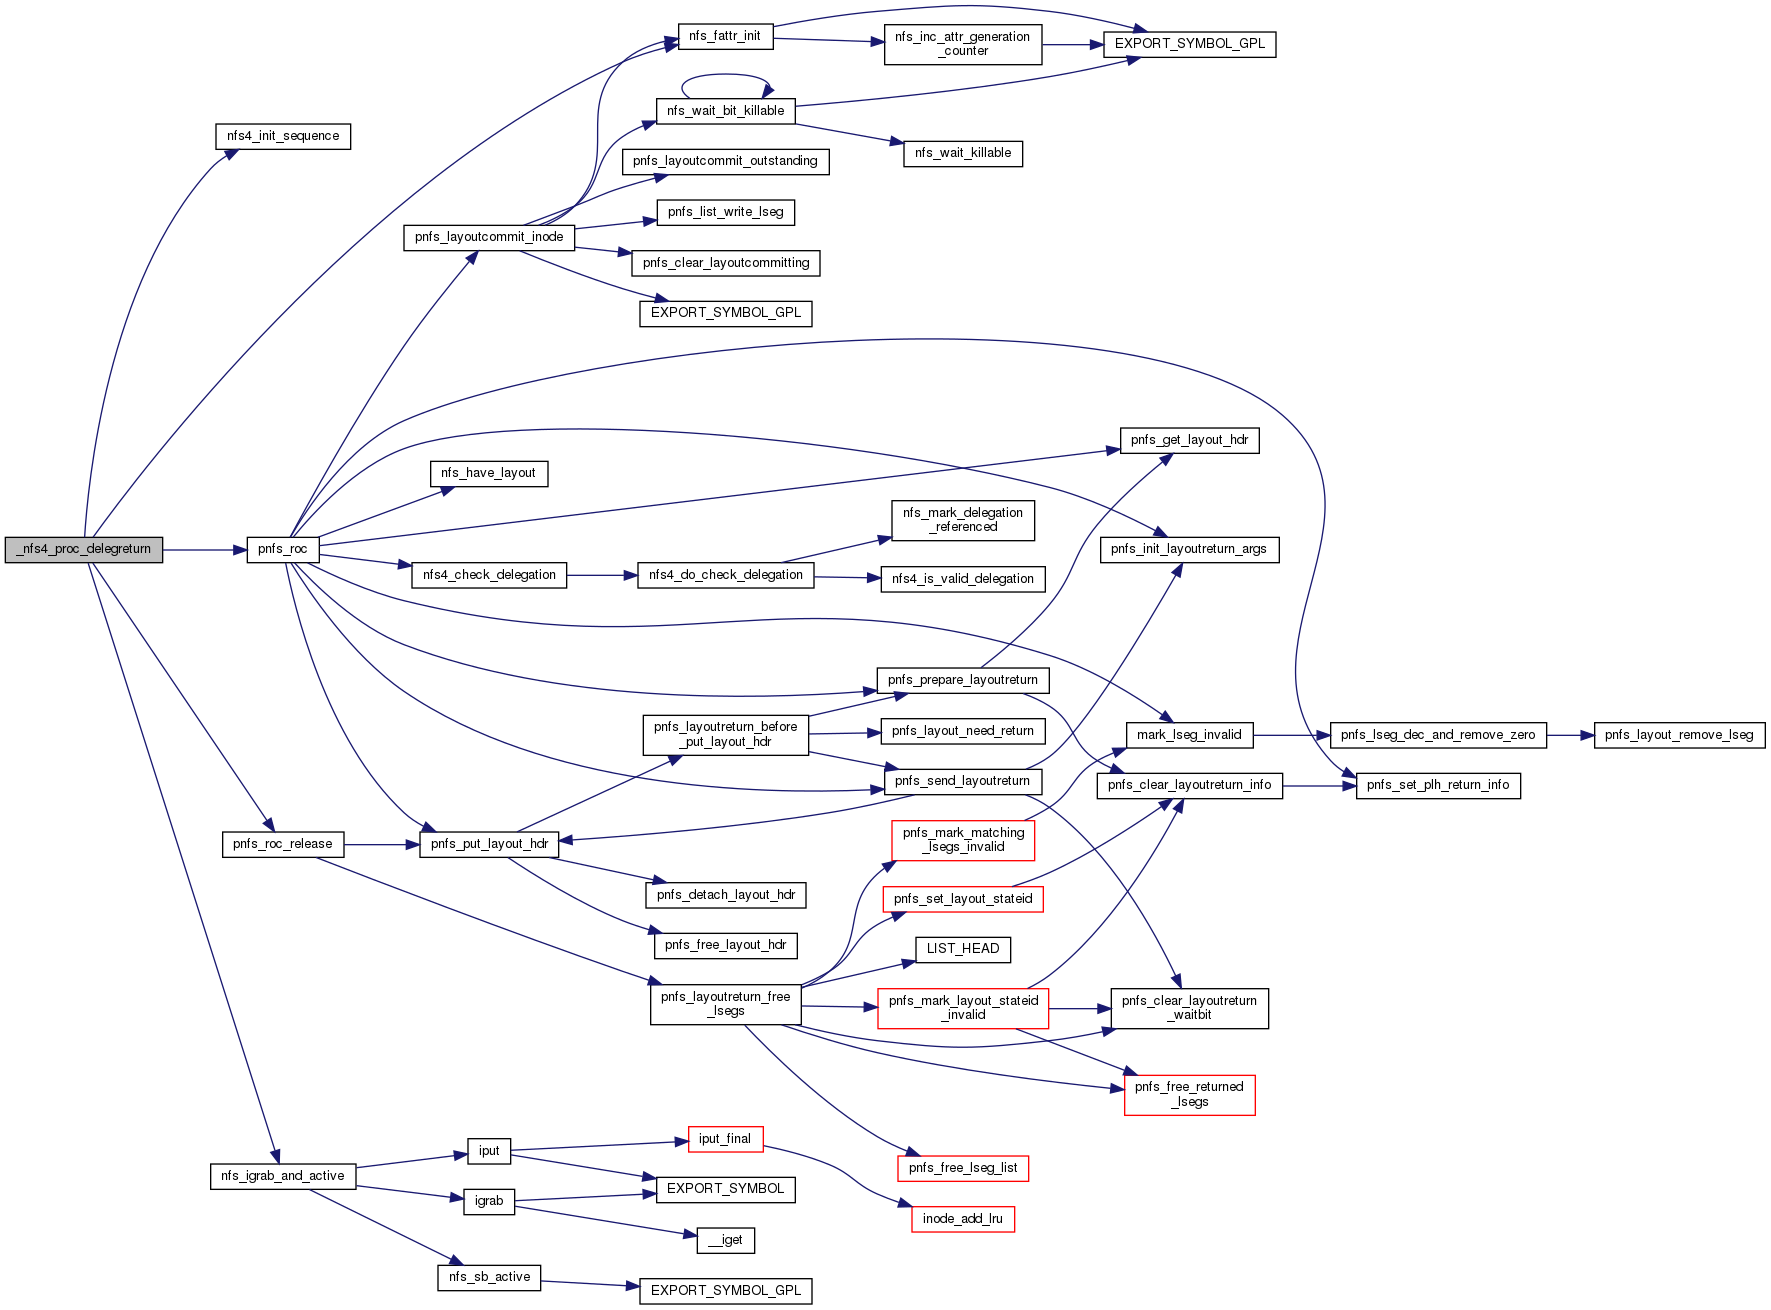 nfs_fattr_init
nfs_inc_attr_generation
_counter
EXPORT_SYMBOL_GPL
nfs_wait_bit_killable
nfs4_init_sequence
nfs_wait_killable
pnfs_layoutcommit_outstanding
pnfs_list_write_lseg
pnfs_layoutcommit_inode
pnfs_clear_layoutcommitting
EXPORT_SYMBOL_GPL
pnfs_get_layout_hdr
nfs_have_layout
nfs_mark_delegation
_referenced
_nfs4_proc_delegreturn
pnfs_roc
pnfs_init_layoutreturn_args
nfs4_check_delegation
nfs4_do_check_delegation
nfs4_is_valid_delegation
pnfs_prepare_layoutreturn
pnfs_layoutreturn_before
_put_layout_hdr
pnfs_layout_need_return
mark_lseg_invalid
pnfs_lseg_dec_and_remove_zero
pnfs_layout_remove_lseg
pnfs_send_layoutreturn
pnfs_clear_layoutreturn_info
pnfs_set_plh_return_info
pnfs_roc_release
pnfs_put_layout_hdr
pnfs_mark_matching
_lsegs_invalid
pnfs_detach_layout_hdr
pnfs_set_layout_stateid
pnfs_free_layout_hdr
LIST_HEAD
pnfs_layoutreturn_free
_lsegs
pnfs_mark_layout_stateid
_invalid
pnfs_clear_layoutreturn
_waitbit
pnfs_free_returned
_lsegs
iput
iput_final
pnfs_free_lseg_list
nfs_igrab_and_active
EXPORT_SYMBOL
igrab
inode_add_lru
__iget
nfs_sb_active
EXPORT_SYMBOL_GPL